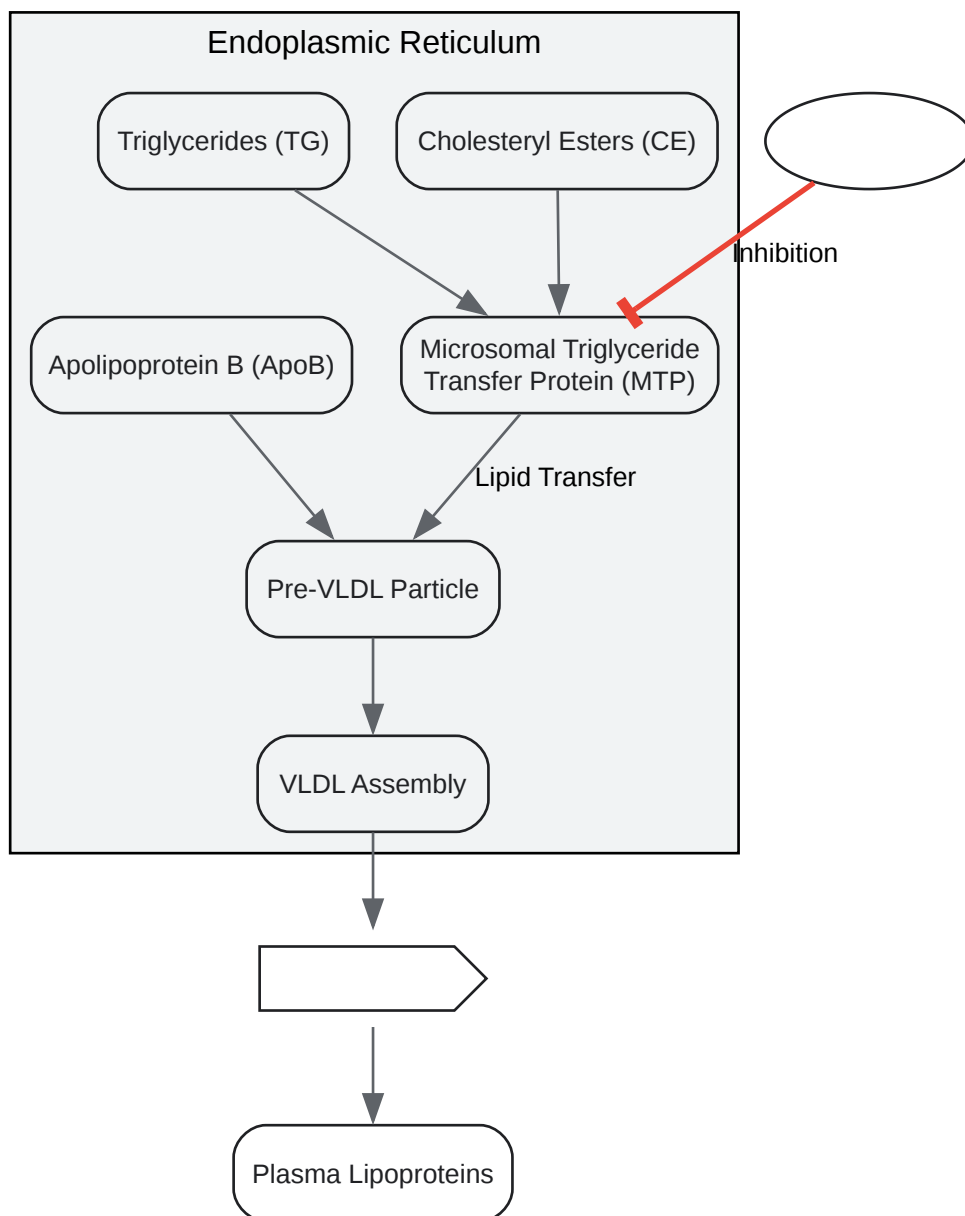 Endoplasmic Reticulum
Triglycerides (TG)
Cholesteryl Esters (CE)
Inhibition
Apolipoprotein B (ApoB)
Microsomal Triglyceride
Transfer Protein (MTP)
Lipid Transfer
Pre-VLDL Particle
VLDL Assembly
Plasma Lipoproteins